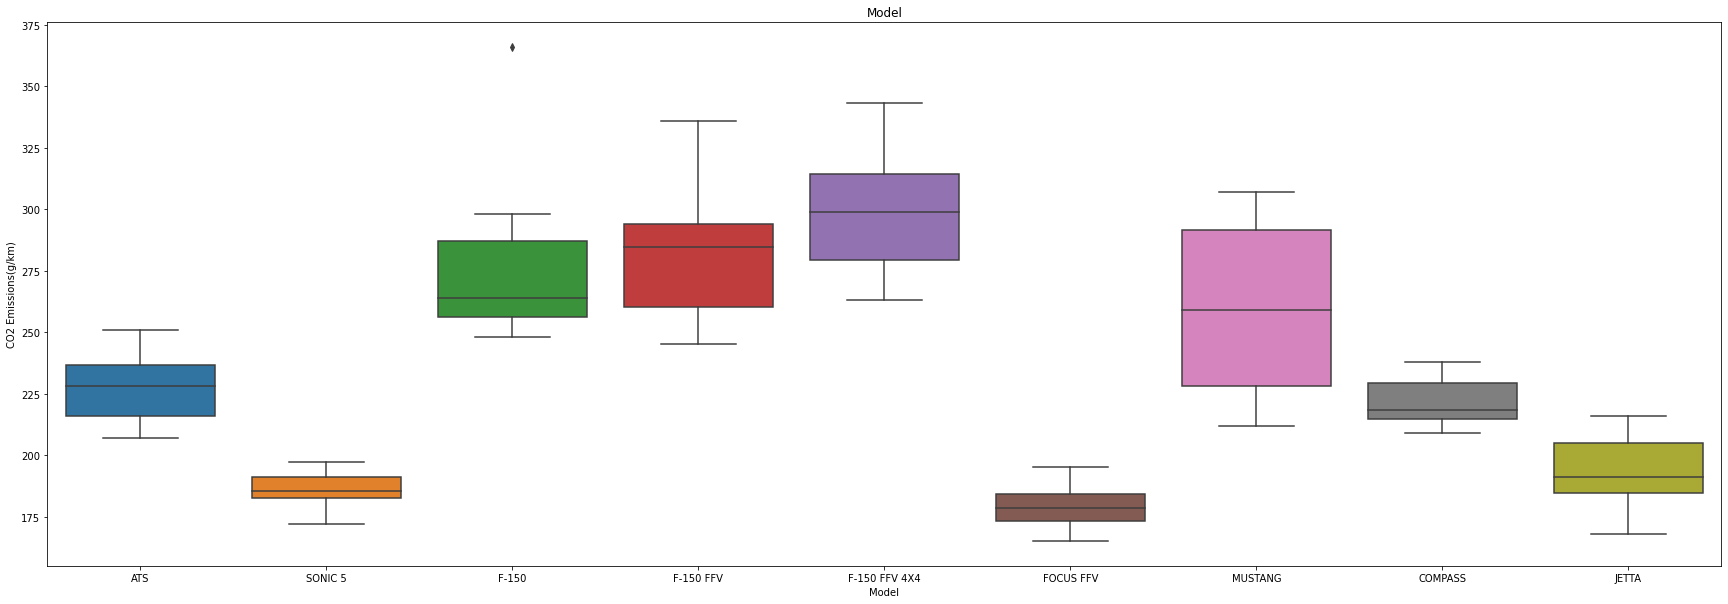 Model
375
350
325
300
275
250
225
200
175
CO2 Emissions(g/km)
ATS
SONIC 5
F-150
F-150 FFV
F-150 FFV 4X4
FOCUS FFV
MUSTANG
COMPASS
JETTA
Model